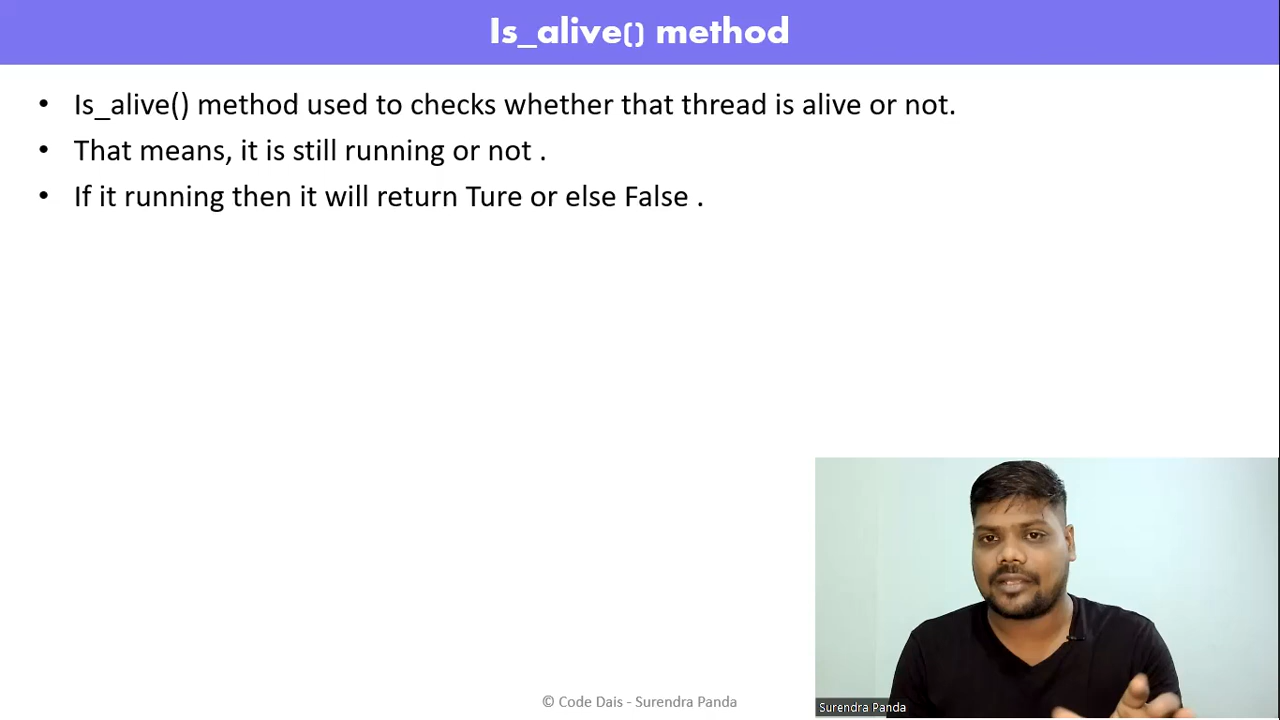 Is_alive() method
• Is_alive() method used to checks whether that thread is alive or not.
• That means, it is still running or not .
• If it running then it will return Ture or else False .
Surendra Panda
© Code Dais - Surendra Panda